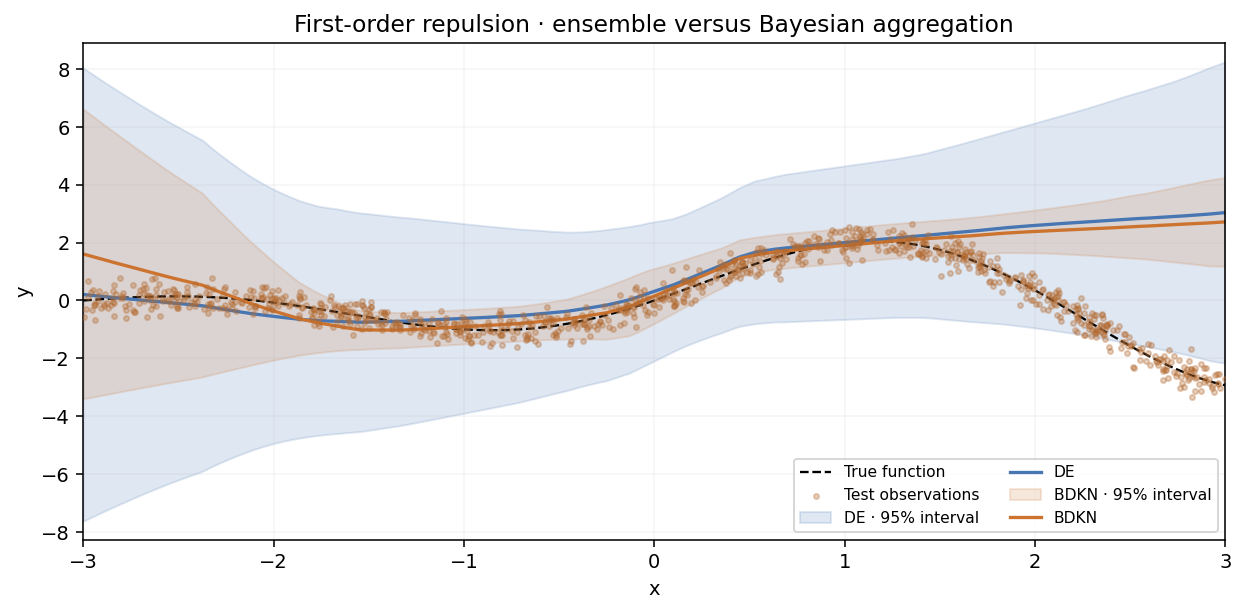 First-order repulsion · ensemble versus Bayesian aggregation
8
6
4
2
0
−2
−4
−6
−8
y
−3
−2
−1
0
1
2
3
x
True function
Test observations
DE · 95% interval
DE
BDKN · 95% interval
BDKN